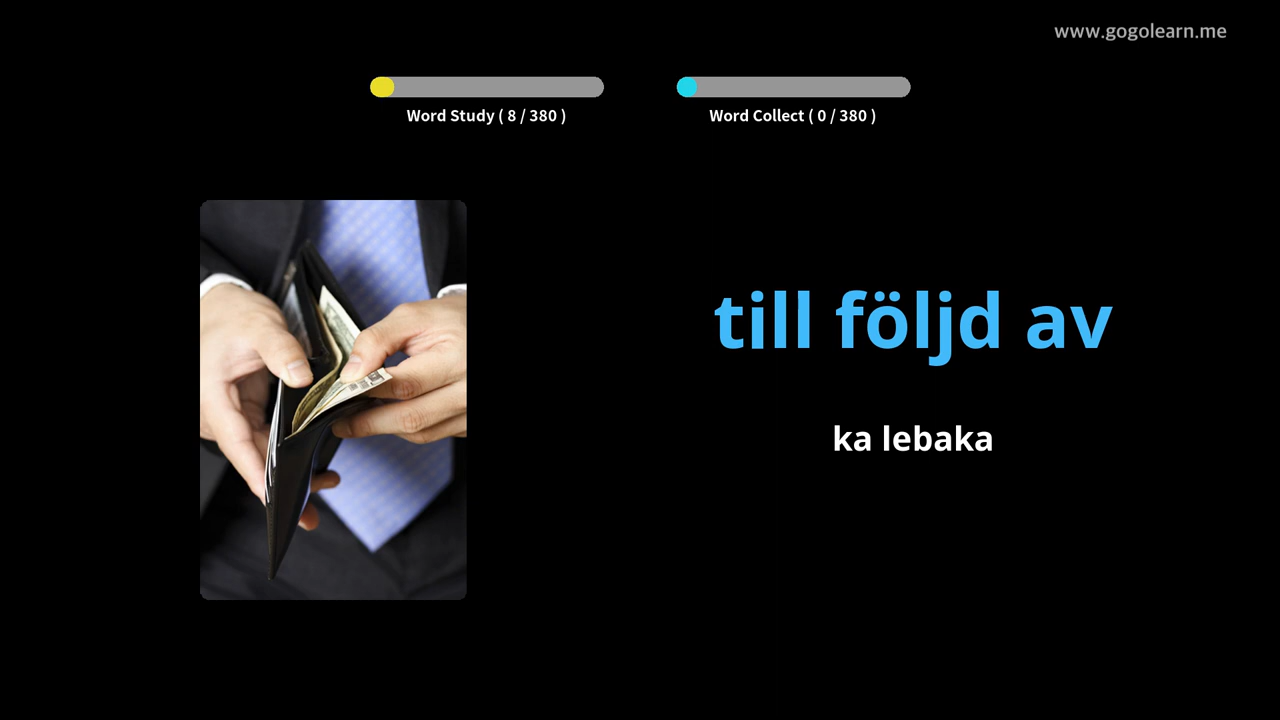 www.gogolearn.me
Word Study ( 8 / 380 )
Word Collect ( 0 / 380 )
till följd av
ka lebaka